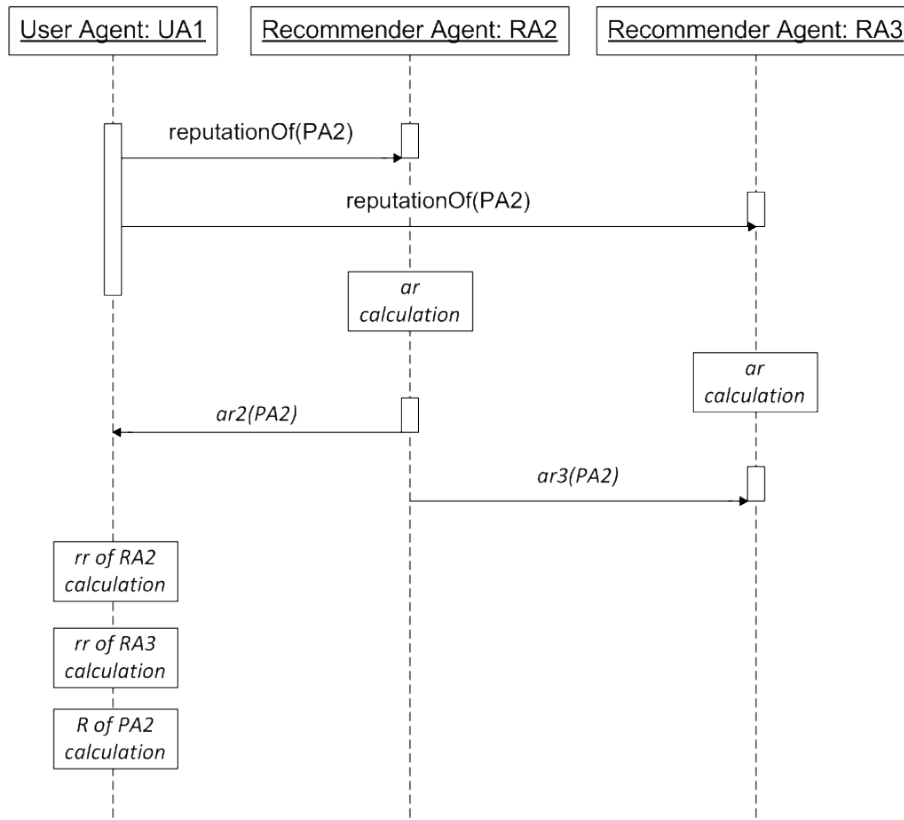 User Agent: UA1
Recommender Agent: RA2
Recommender Agent: RA3
reputationOf(PA2)
reputationOf(PA2)
ar
calculation
ar
calculation
ar2(PA2)
ar3(PA2)
rr of RA2
calculation
rr of RA3
calculation
R of PA2
calculation